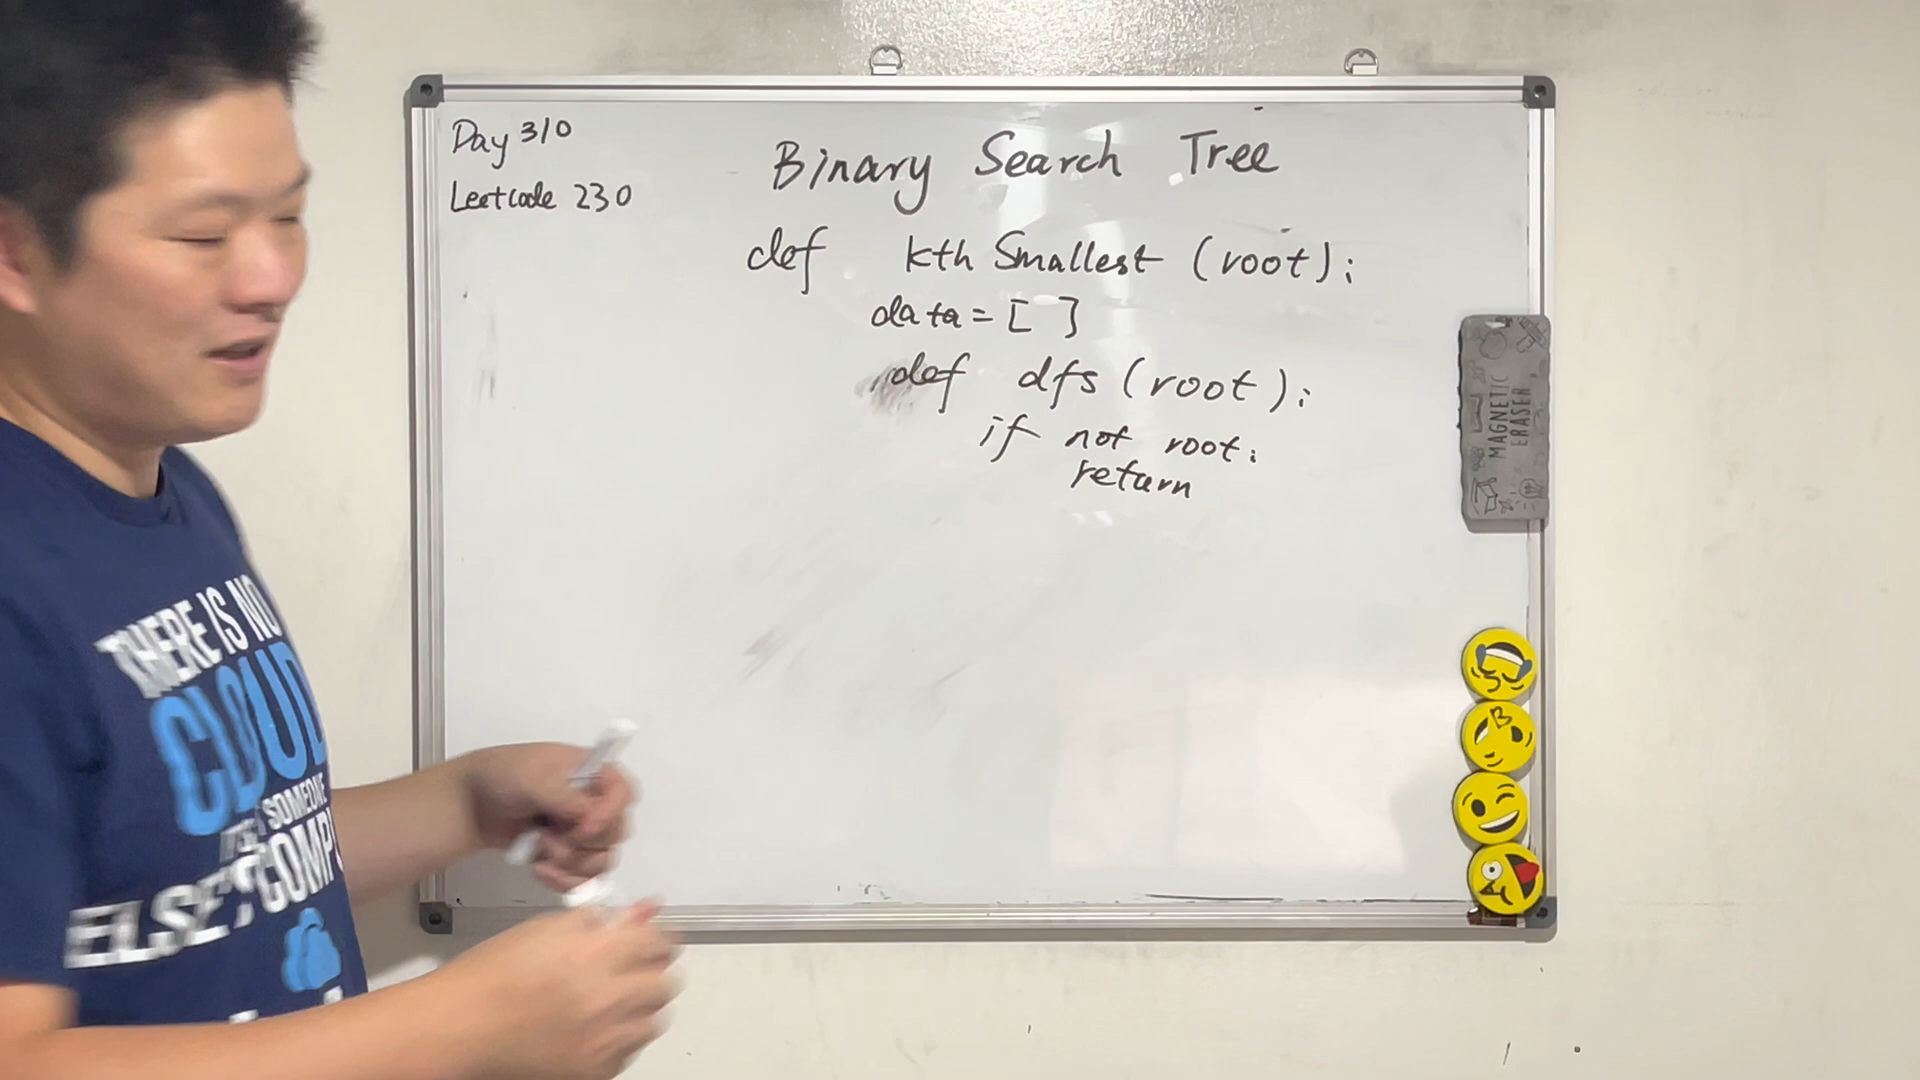 Day 310
Leetcode 230
Binary Search Tree
def kth Smallest (root):
data = [ ]
def dfs (root):
if not root:
return
MAGNETIC
ERASER
THERE IS NO
CLOUD
SOMEONE
ELSE'S COMP